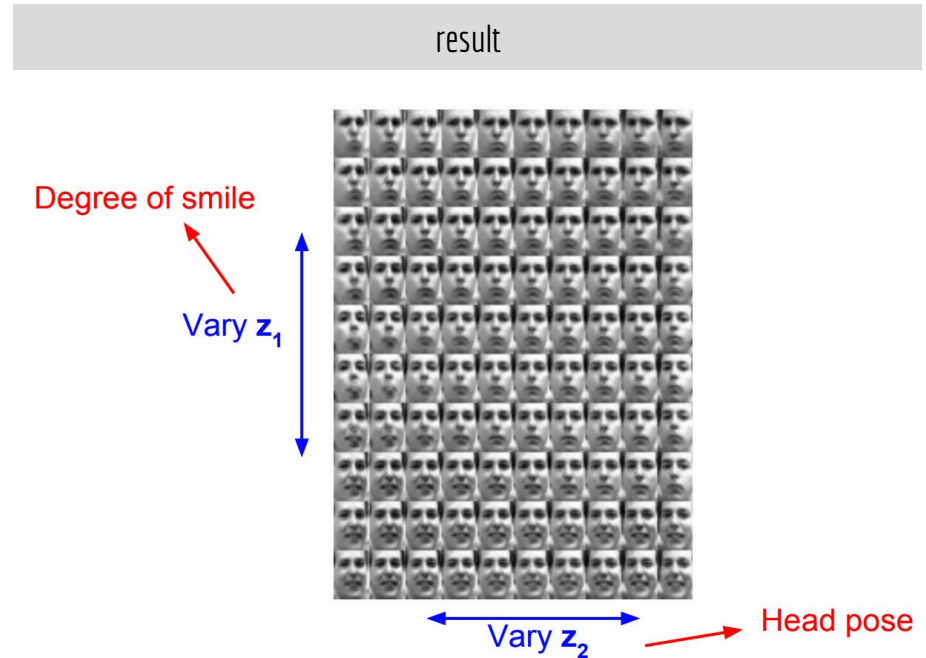 result
Degree of smile
Vary z₁
Vary z₂
Head pose